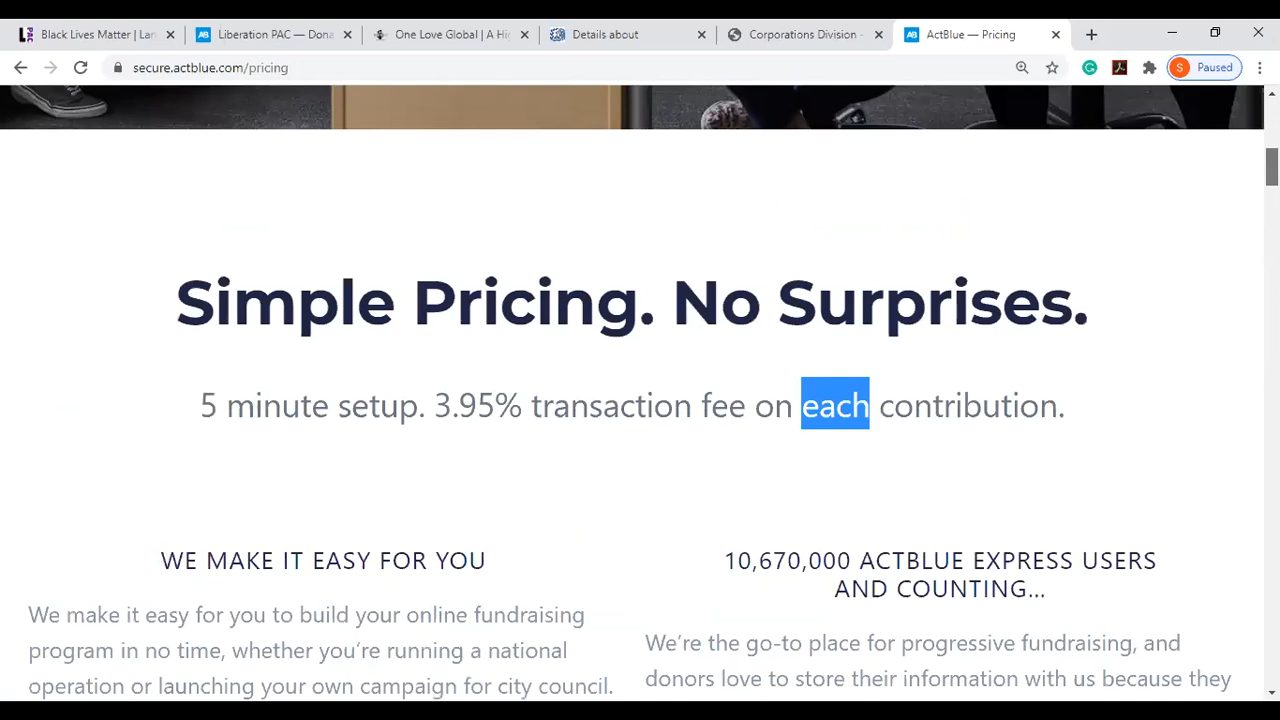 Black Lives Matter | Lan
Liberation PAC — Dona
One Love Global | A Hi
Details about
Corporations Division -
ActBlue — Pricing
secure.actblue.com/pricing
S
Paused
Simple Pricing. No Surprises.
5 minute setup. 3.95% transaction fee on each contribution.
WE MAKE IT EASY FOR YOU
We make it easy for you to build your online fundraising
program in no time, whether you’re running a national
operation or launching your own campaign for city council.
10,670,000 ACTBLUE EXPRESS USERS
AND COUNTING...
We’re the go-to place for progressive fundraising, and
donors love to store their information with us because they